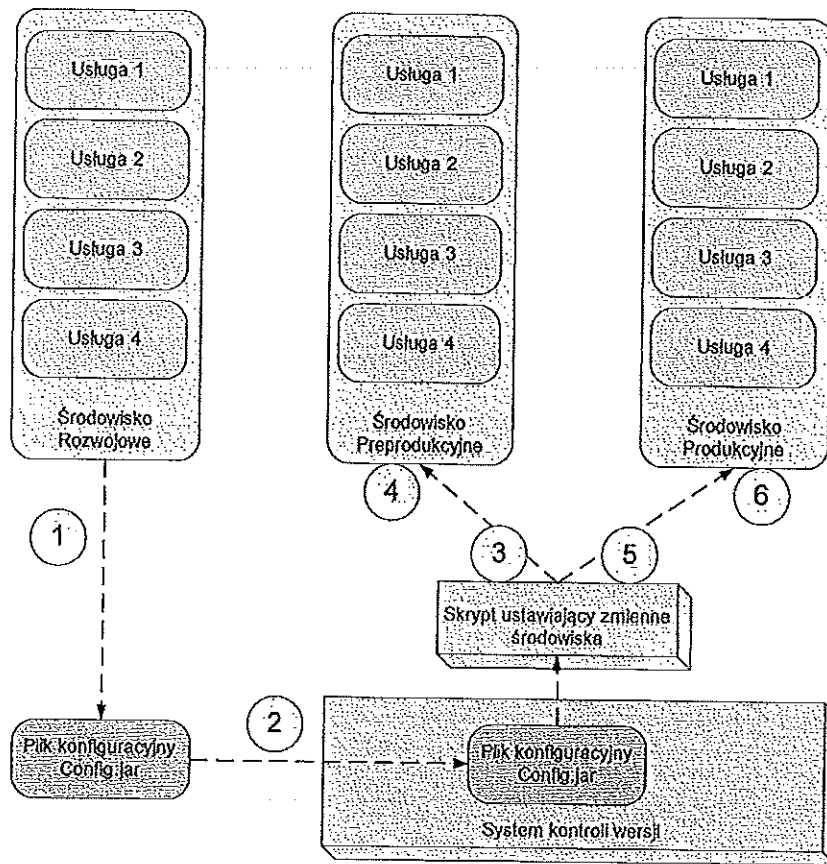 Usługa 1
Usługa 2
Usługa 3
Usługa 4
Środowisko
Rozwojowe
Usługa 1
Usługa 2
Usługa 3
Usługa 4
Środowisko
Preprodukcyjne
Usługa 1
Usługa 2
Usługa 3
Usługa 4
Środowisko
Produkcyjne
1
4
3
5
6
Skrypt ustawiający zmienne
środowiska
2
Plik konfiguracyjny
Config.jar
Plik konfiguracyjny
Config.jar
System kontroli wersji